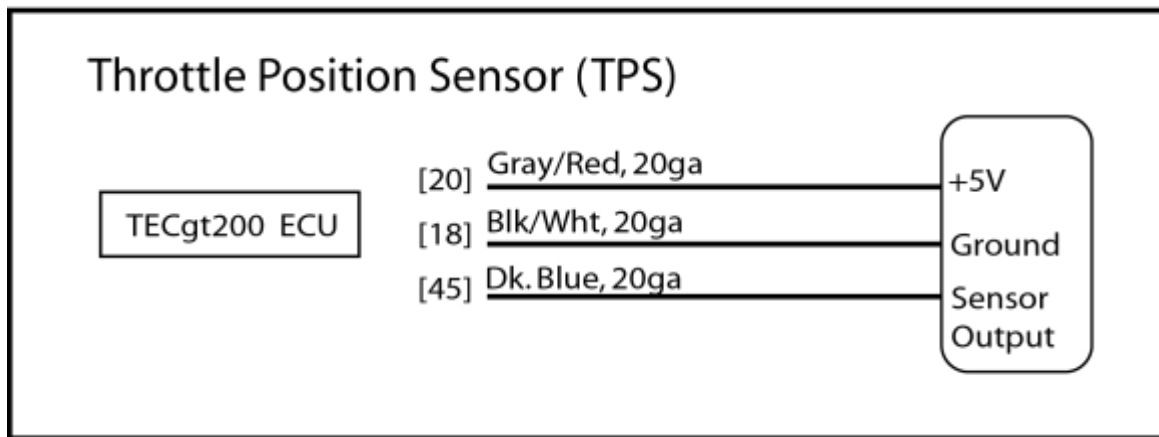 Throttle Position Sensor (TPS)
TECgt200 ECU
[20] Gray/Red, 20ga
+5V
[18] Blk/Wht, 20ga
Ground
[45] Dk. Blue, 20ga
Sensor
Output